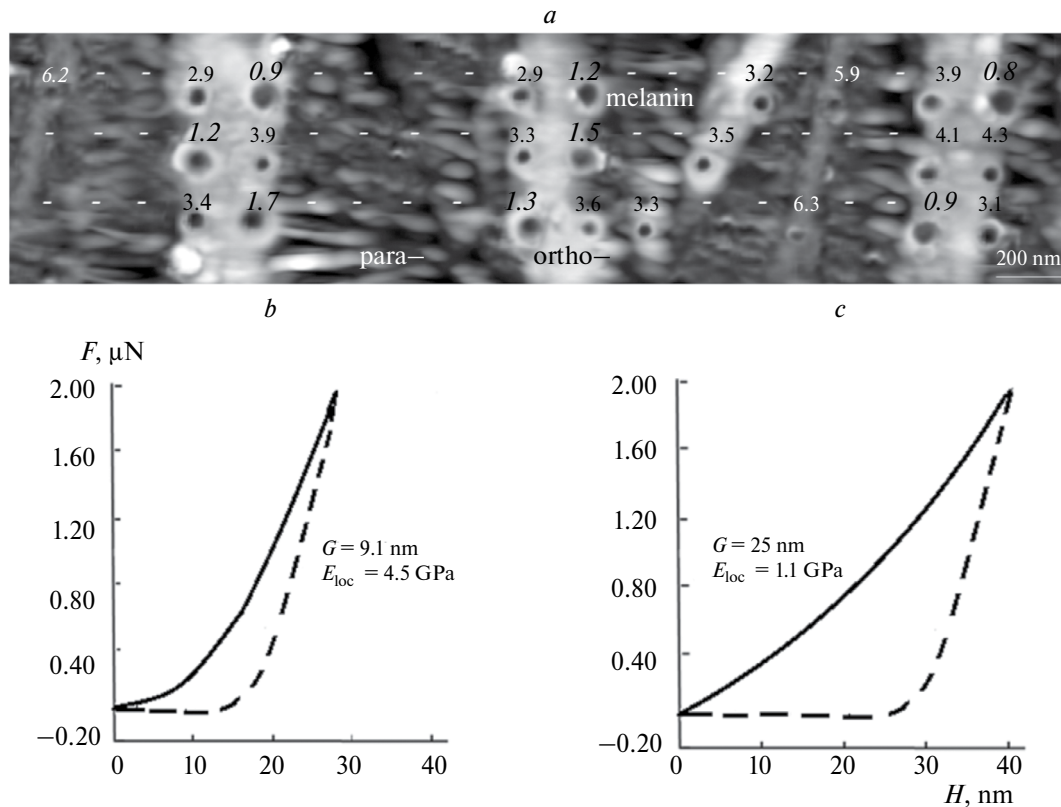 a
6.2 – – 2.9 0.9 – – – – – 2.9 1.2 – – – 3.2 – 5.9 – 3.9 0.8
melanin
– – – – 1.2 3.9 – – – – – 3.3 1.5 – – 3.5 – – – – – 4.1 4.3
– – – – 3.4 1.7 – – – – 1.3 3.6 3.3 – – 6.3 – – 0.9 3.1
para– ortho– 200 nm
b
F, μN
2.00
1.60
1.20
0.80
0.40
–0.20
0 10 20 30 40
G = 9.1 nm
Eloc = 4.5 GPa
c
2.00
1.60
1.20
0.80
0.40
–0.20
0 10 20 30 40
G = 25 nm
Eloc = 1.1 GPa
H, nm